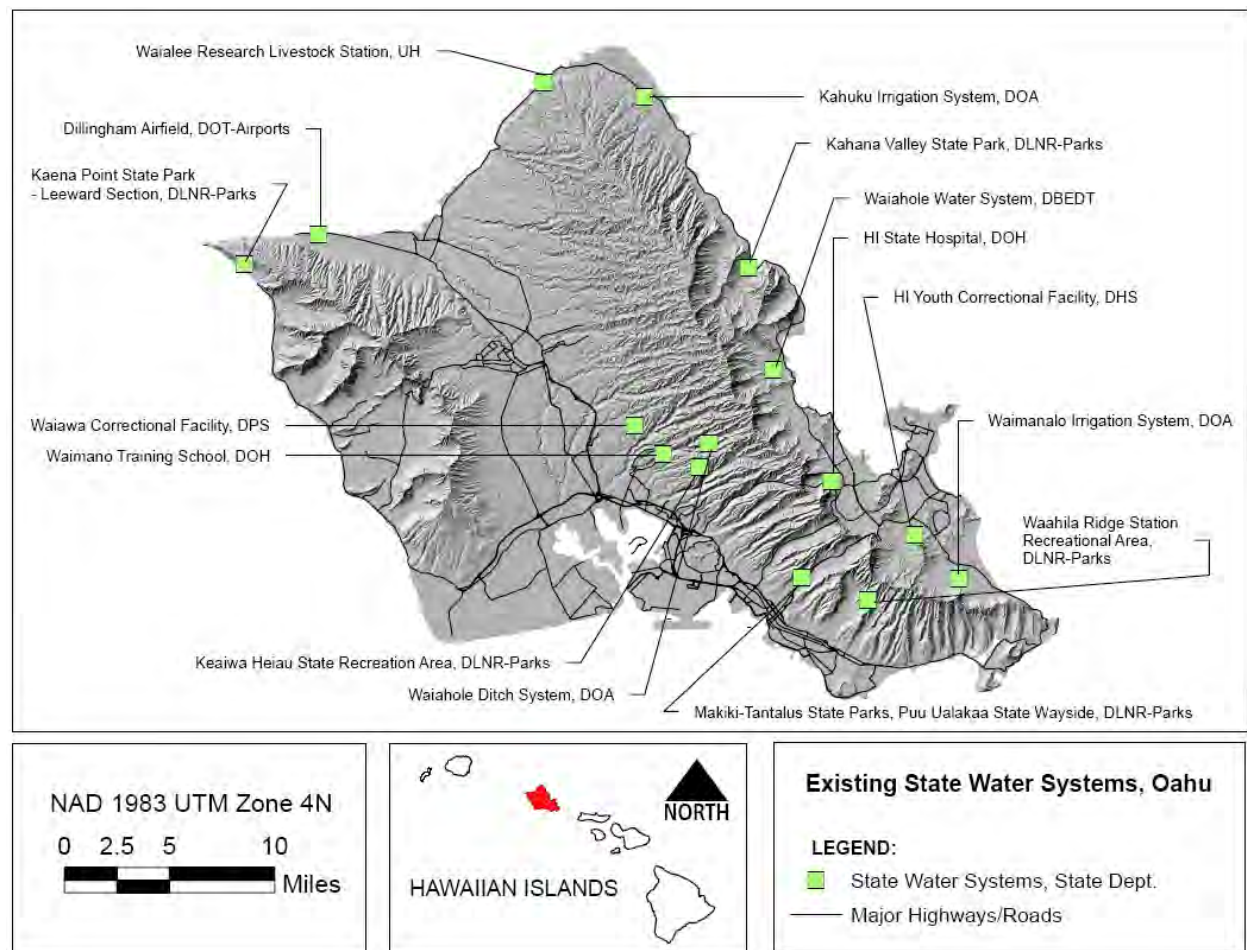 Waialee Research Livestock Station, UH
Kahuku Irrigation System, DOA
Dillingham Airfield, DOT-Airports
Kahana Valley State Park, DLNR-Parks
Kaena Point State Park
- Leeward Section, DLNR-Parks
Waiahole Water System, DBEDT
HI State Hospital, DOH
HI Youth Correctional Facility, DHS
Waiawa Correctional Facility, DPS
Waimanalo Irrigation System, DOA
Waimano Training School, DOH
Waahila Ridge Station
Recreational Area,
DLNR-Parks
Keaiwa Heiau State Recreation Area, DLNR-Parks
Waiahole Ditch System, DOA
Makiki-Tantalus State Parks, Puu Ualakaa State Wayside, DLNR-Parks
NAD 1983 UTM Zone 4N
0 2.5 5 10
Miles
NORTH
HAWAIIAN ISLANDS
Existing State Water Systems, Oahu
LEGEND:
State Water Systems, State Dept.
Major Highways/Roads